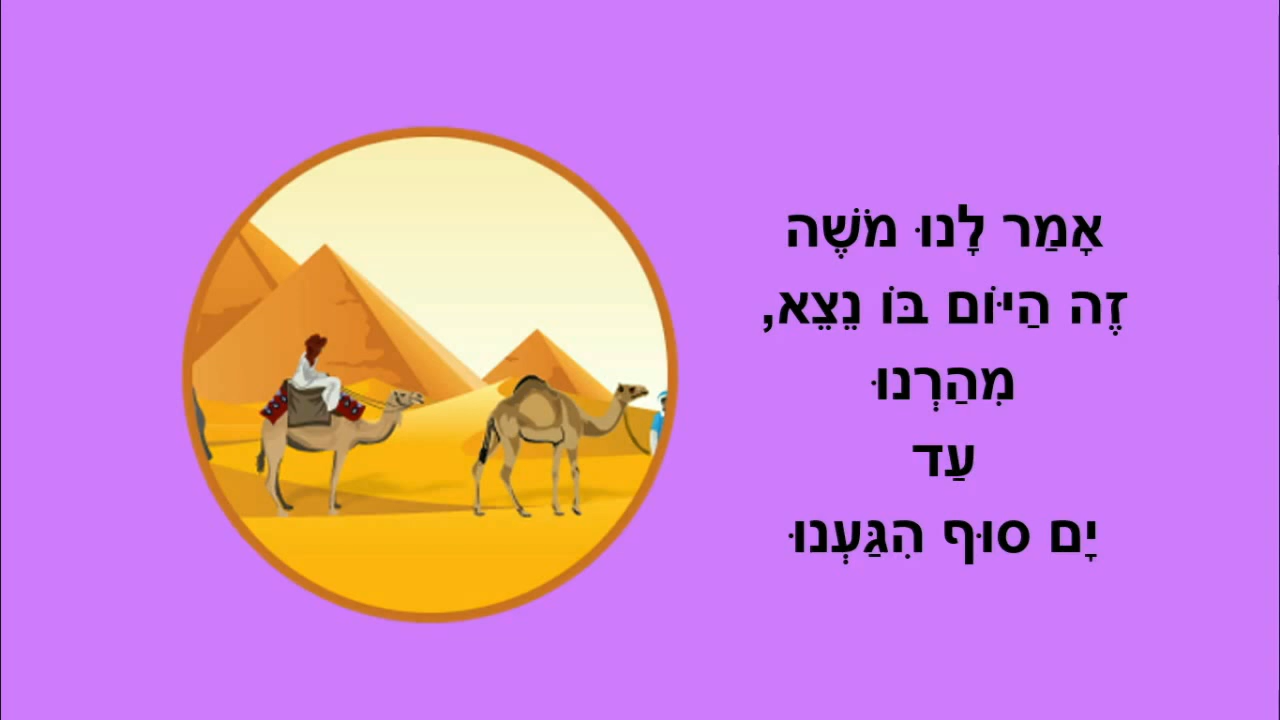 אָמַר לָנוּ מֹשֶׁה
זֶה הַיּוֹם בּוֹ נֵצֵא,
מִהַרְנוּ
עַד
יָם סוּף הִגַּעְנוּ